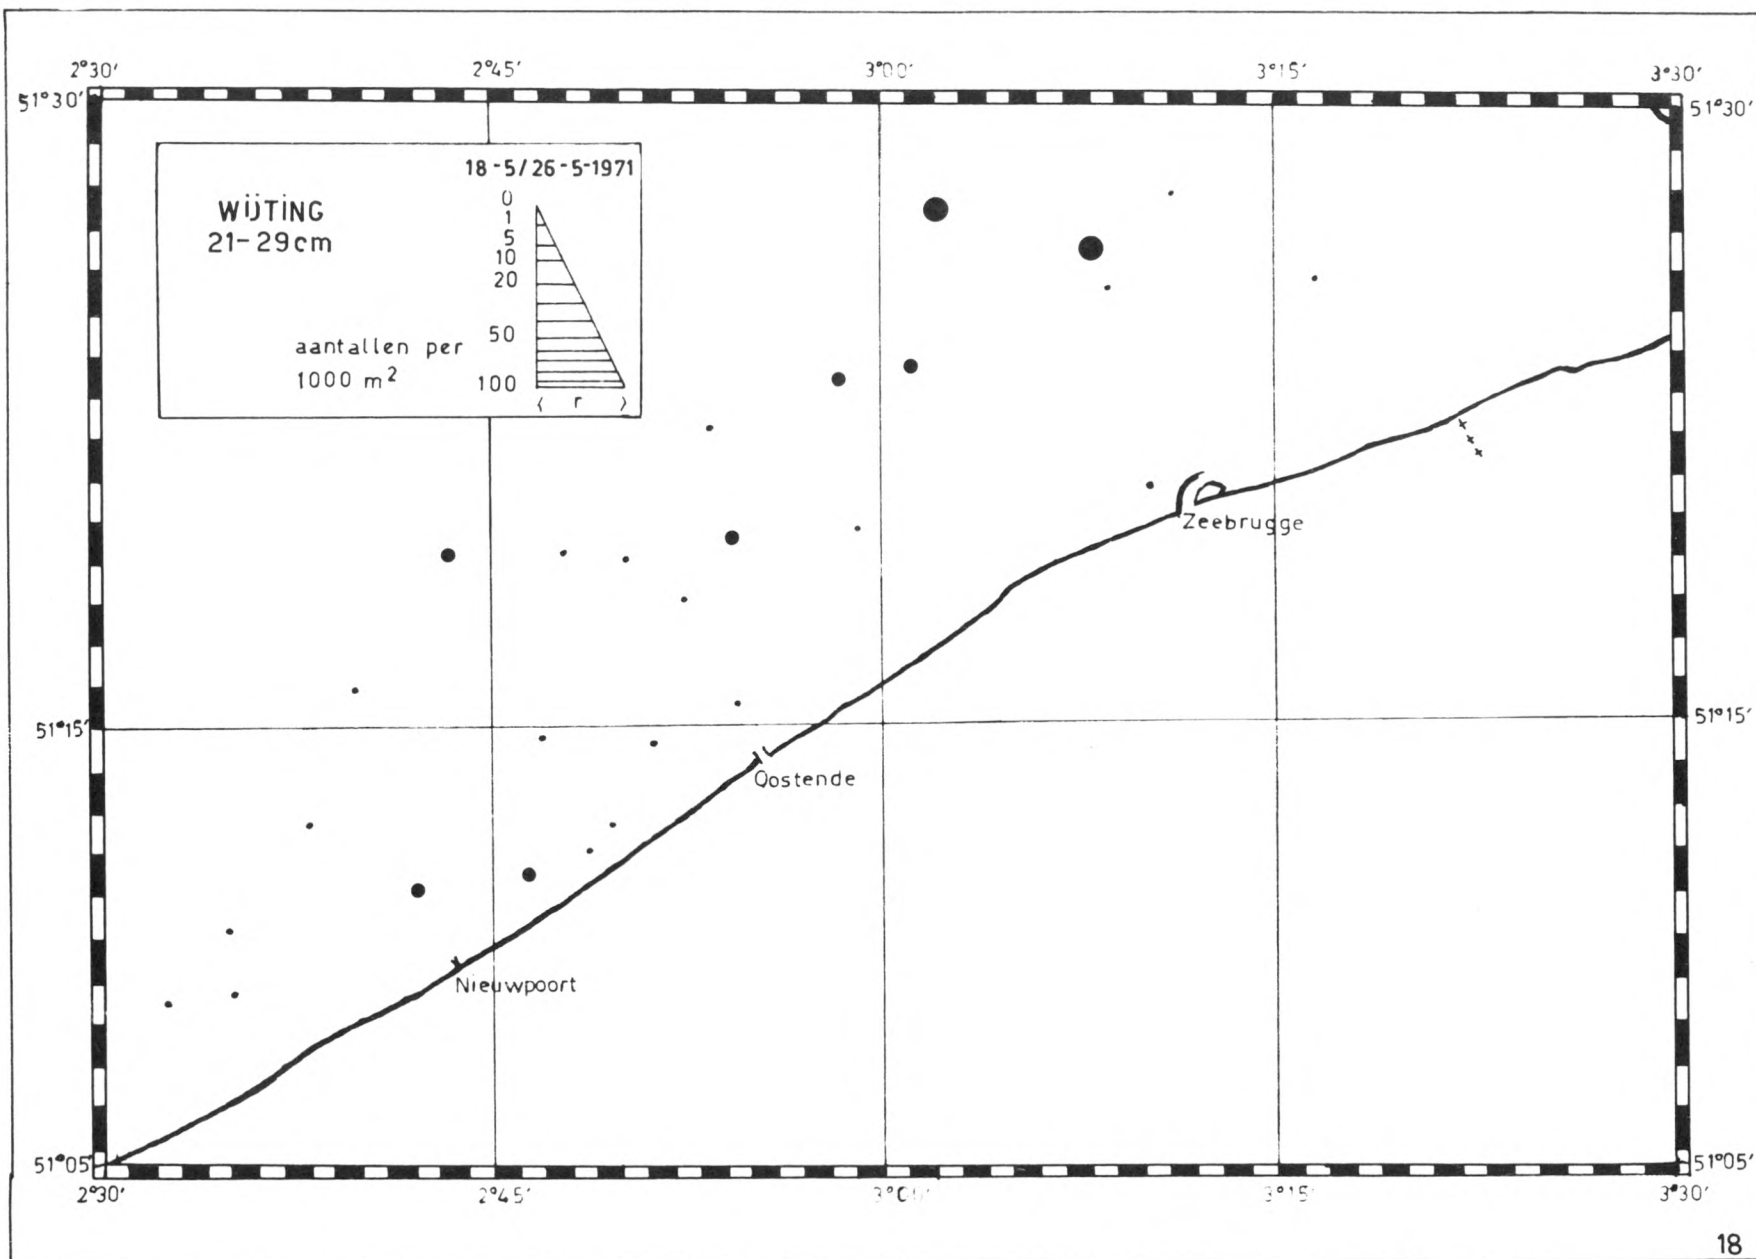 2°30′ 2°45′ 3°00′ 3°15′ 3°30′
51°30′ 51°30′
18-5/26-5-1971
WIJTING
21-29cm
0
1
5
10
20
50
100
aantallen per
1000 m²
⟨ r ⟩
Zeebrugge
51°15′ 51°15′
Oostende
Nieuwpoort
51°05′ 51°05′
2°30′ 2°45′ 3°00′ 3°15′ 3°30′
18